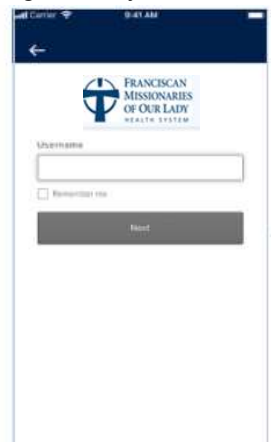 Carrier 9:41 AM
FRANCISCAN
MISSIONARIES
OF OUR LADY
HEALTH SYSTEM
Username
Remember me
Next